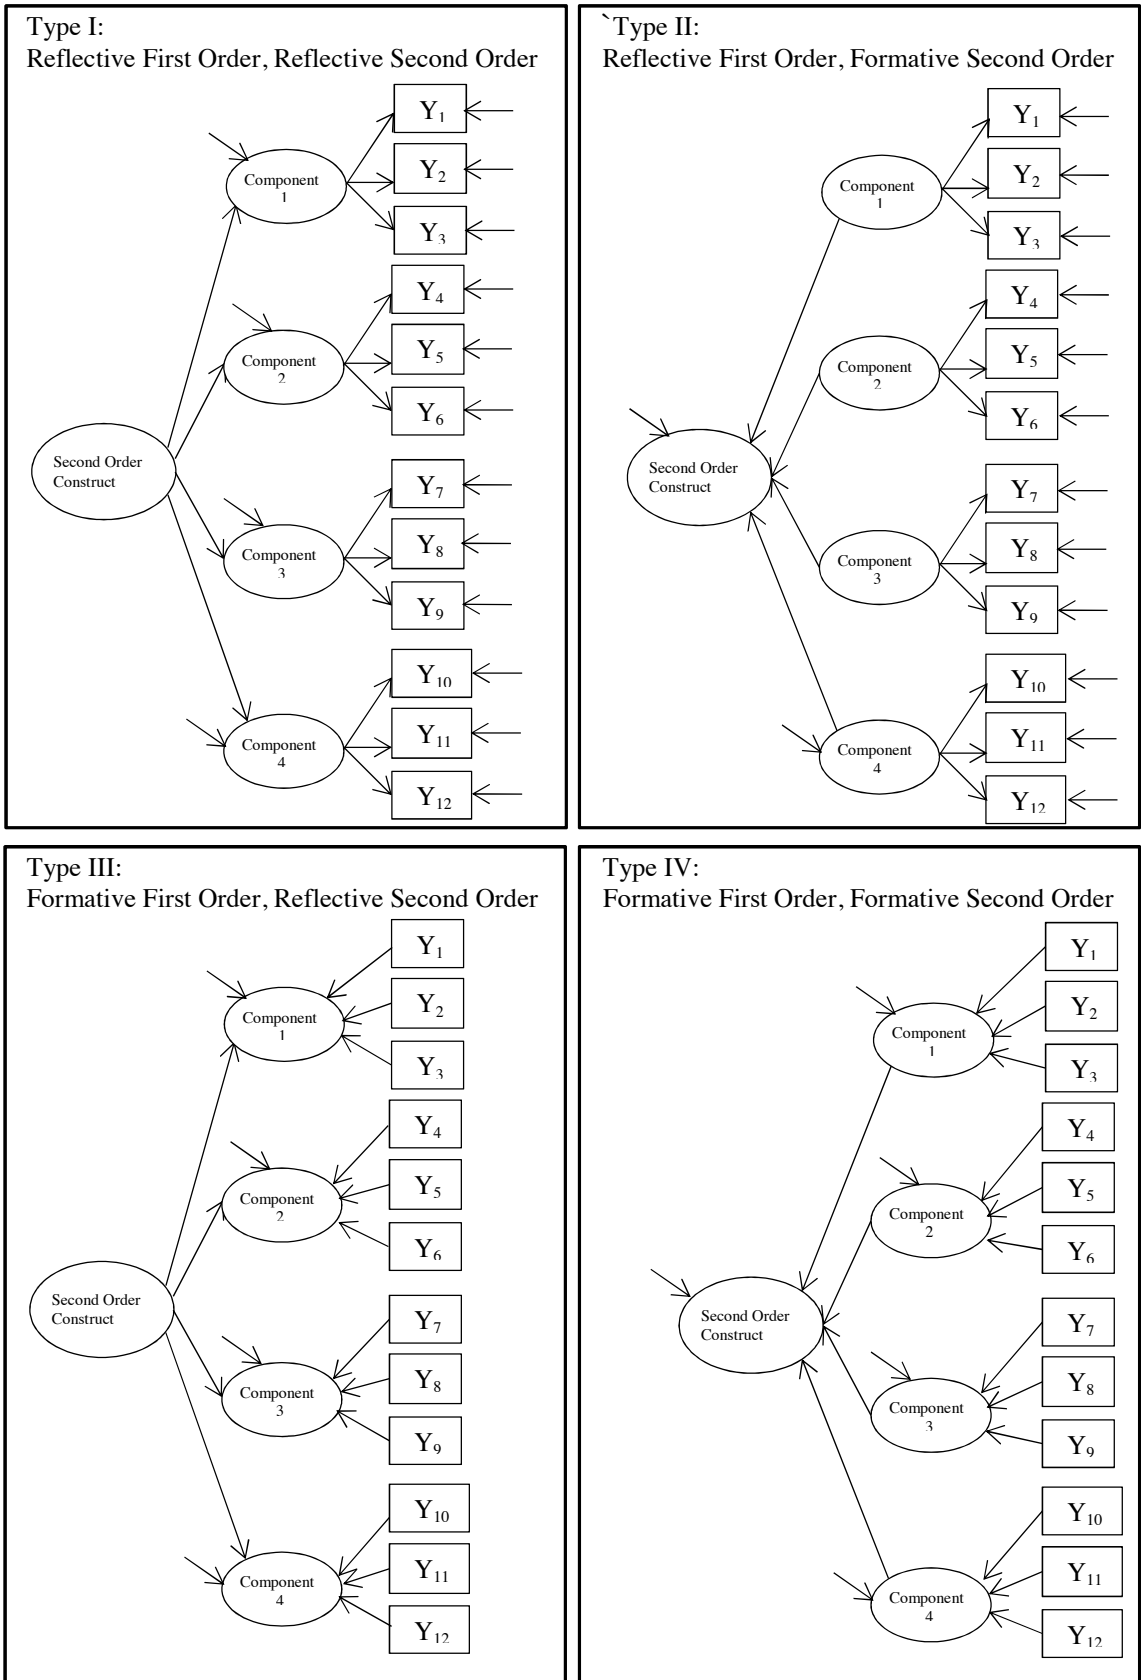 Type I:
Reflective First Order, Reflective Second Order
Y₁
Component
1
Y₂
Y₃
Y₄
Component
2
Y₅
Y₆
Second Order
Construct
Y₇
Component
3
Y₈
Y₉
Y₁₀
Component
4
Y₁₁
Y₁₂
`Type II:
Reflective First Order, Formative Second Order
Y₁
Component
1
Y₂
Y₃
Y₄
Component
2
Y₅
Y₆
Second Order
Construct
Y₇
Component
3
Y₈
Y₉
Y₁₀
Component
4
Y₁₁
Y₁₂
Type III:
Formative First Order, Reflective Second Order
Y₁
Component
1
Y₂
Y₃
Y₄
Component
2
Y₅
Y₆
Second Order
Construct
Y₇
Component
3
Y₈
Y₉
Y₁₀
Component
4
Y₁₁
Y₁₂
Type IV:
Formative First Order, Formative Second Order
Y₁
Component
1
Y₂
Y₃
Y₄
Component
2
Y₅
Y₆
Second Order
Construct
Y₇
Component
3
Y₈
Y₉
Y₁₀
Component
4
Y₁₁
Y₁₂